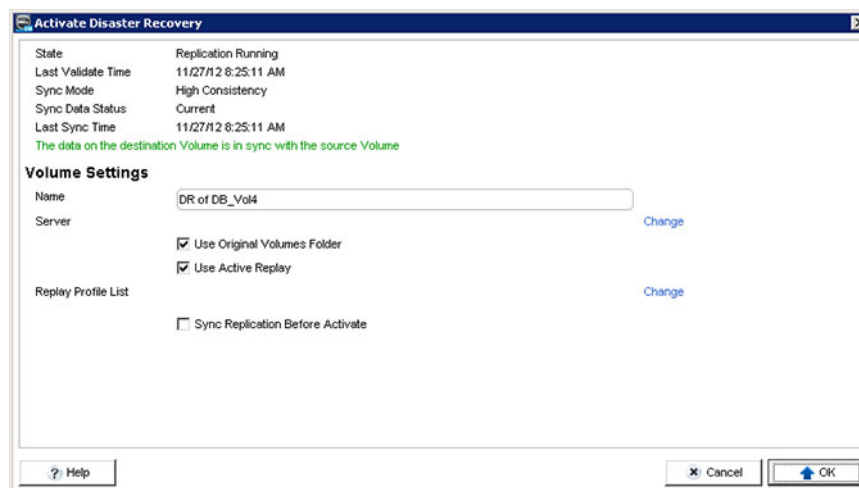 Activate Disaster Recovery
State Replication Running
Last Validate Time 11/27/12 8:25:11 AM
Sync Mode High Consistency
Sync Data Status Current
Last Sync Time 11/27/12 8:25:11 AM
The data on the destination Volume is in sync with the source Volume
Volume Settings
Name DR of DB_Vol4
Server Change
Use Original Volumes Folder
Use Active Replay
Replay Profile List Change
Sync Replication Before Activate
? Help Cancel OK